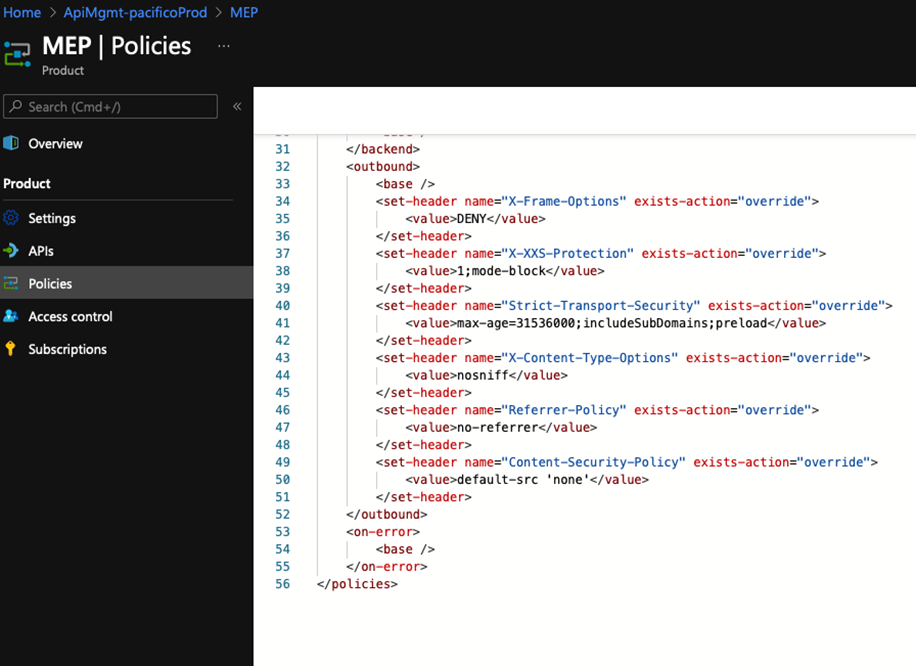 Home > ApiMgmt-pacificoProd > MEP
MEP | Policies ...
Product
Search (Cmd+/) «
Overview
Product
Settings
APIs
Policies
Access control
Subscriptions
31 </backend>
32 <outbound>
33 <base />
34 <set-header name="X-Frame-Options" exists-action="override">
35 <value>DENY</value>
36 </set-header>
37 <set-header name="X-XXS-Protection" exists-action="override">
38 <value>1;mode-block</value>
39 </set-header>
40 <set-header name="Strict-Transport-Security" exists-action="override">
41 <value>max-age=31536000;includeSubDomains;preload</value>
42 </set-header>
43 <set-header name="X-Content-Type-Options" exists-action="override">
44 <value>nosniff</value>
45 </set-header>
46 <set-header name="Referrer-Policy" exists-action="override">
47 <value>no-referrer</value>
48 </set-header>
49 <set-header name="Content-Security-Policy" exists-action="override">
50 <value>default-src 'none'</value>
51 </set-header>
52 </outbound>
53 <on-error>
54 <base />
55 </on-error>
56 </policies>